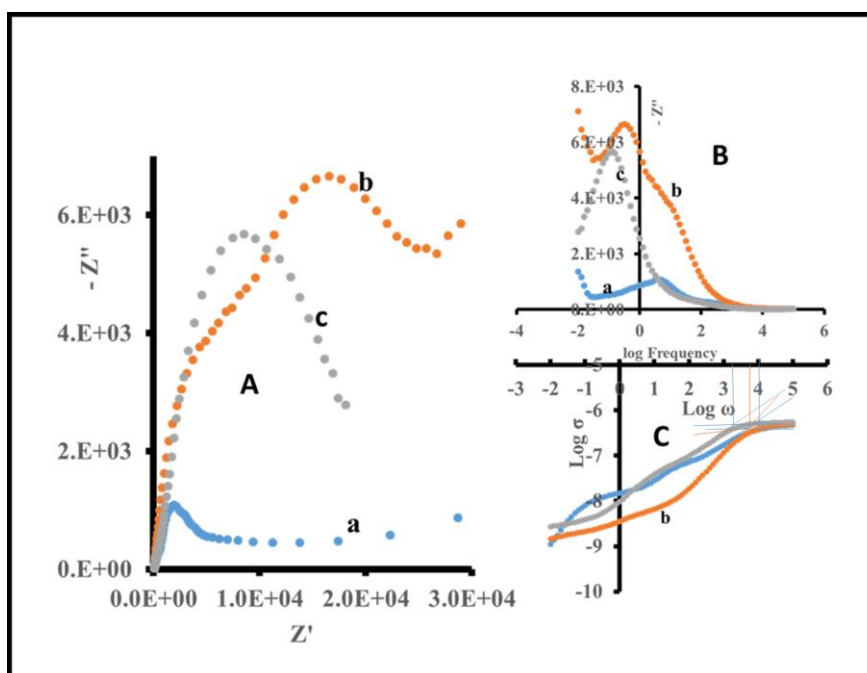 - Z"
6.E+03
4.E+03
2.E+03
0.E+00
0.0E+00 1.0E+04 2.0E+04 3.0E+04
Z'
A
a
b
c
8.E+03
6.E+03
4.E+03
2.E+03
0.E+00
- Z"
B
a
b
c
-4 -2 0 2 4 6
log Frequency
-5
-6
-7
-8
-9
-10
-3 -2 -1 0 1 2 3 4 5 6
Log ω
Log σ
C
b